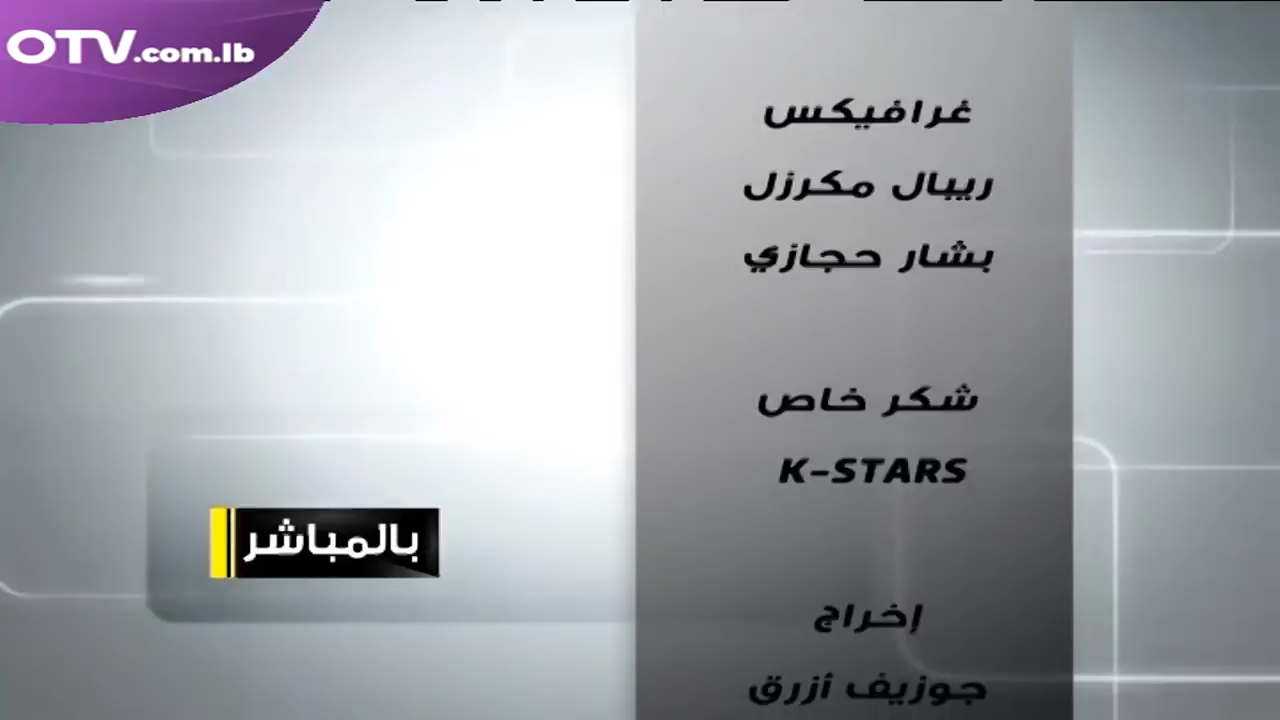 OTV.com.lb
غرافيكس
ريبال مكرزل
بشار حجازي
شكر خاص
K-STARS
بالمباشر
إخراج
جوزيف أزرق